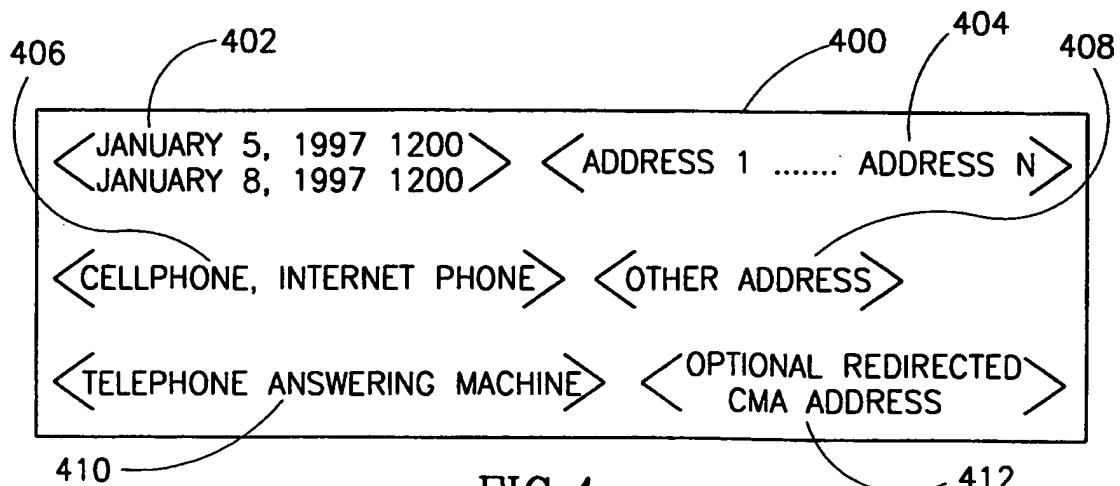 406 402 400 404 408
<JANUARY 5, 1997 1200
JANUARY 8, 1997 1200> <ADDRESS 1 ....... ADDRESS N>
<CELLPHONE, INTERNET PHONE> <OTHER ADDRESS>
<TELEPHONE ANSWERING MACHINE> <OPTIONAL REDIRECTED
CMA ADDRESS>
410 412